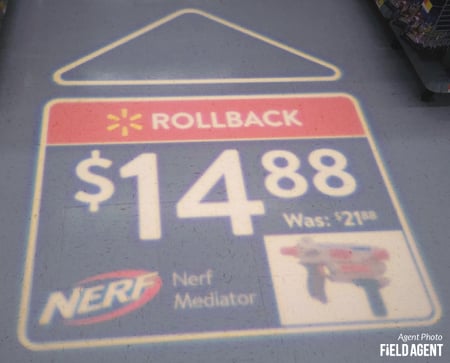 ROLLBACK
$14 88
Was: $21 88
NERF
Nerf
Mediator
Agent Photo
FiELD AGENT